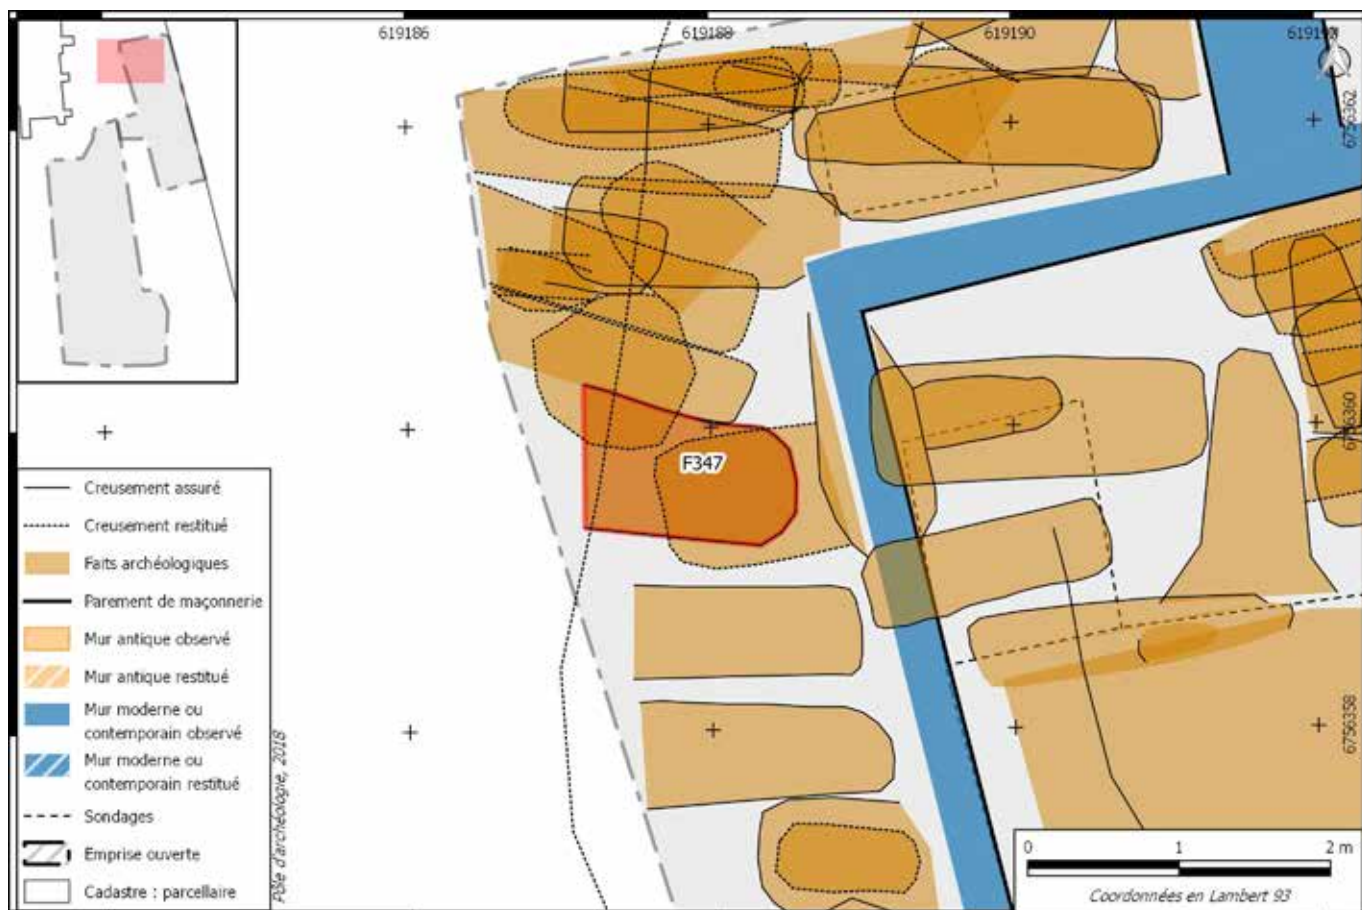 619186
619188
619190
6756362
6756360
F347
6756358
Creusement assuré
Creusement restitué
Faits archéologiques
Parement de maçonnerie
Mur antique observé
Mur antique restitué
Mur moderne ou
contemporain observé
Mur moderne ou
contemporain restitué
Sondages
Emprise ouverte
Cadastre : parcellaire
Pôle d'archéologie, 2018
0 1 2 m
Coordonnées en Lambert 93